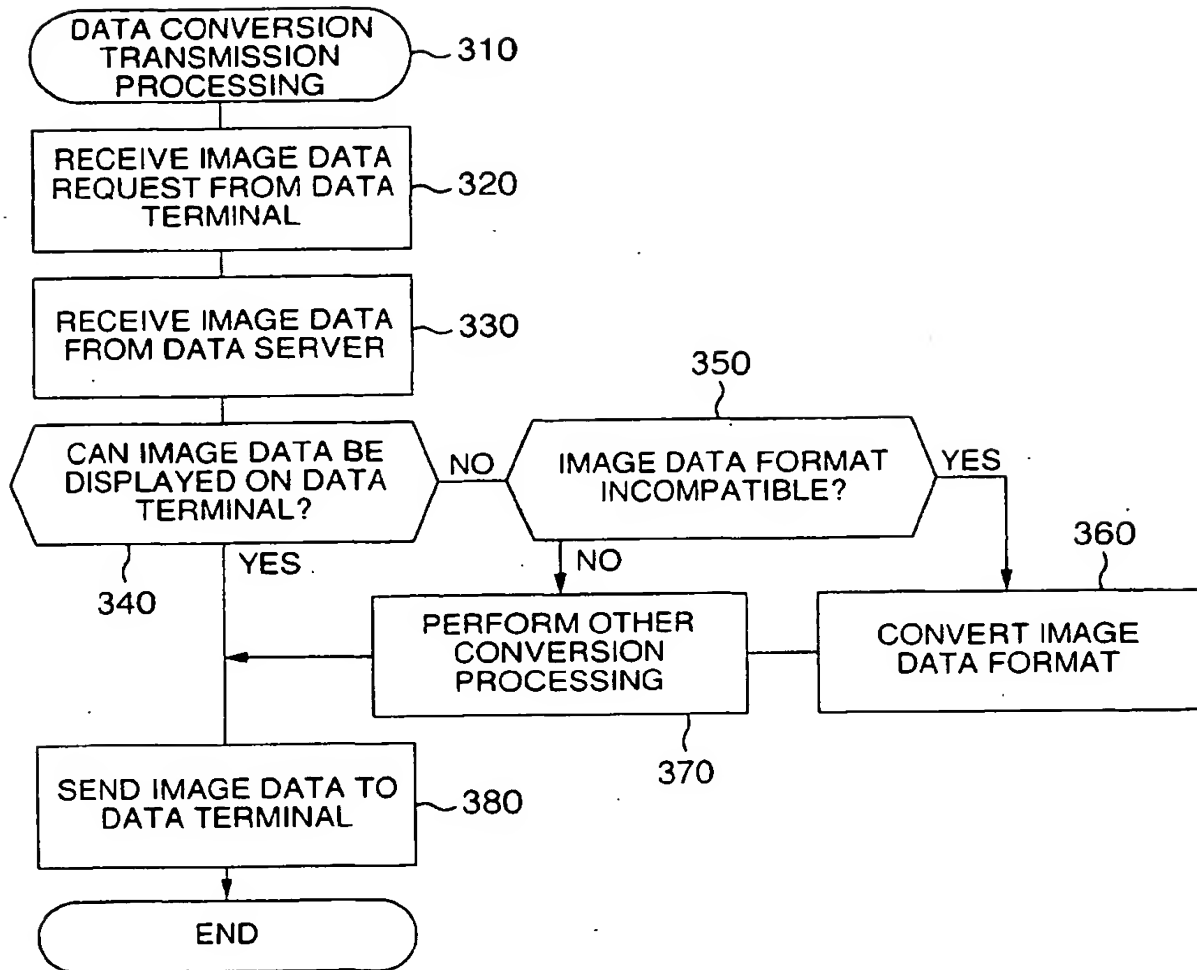 DATA CONVERSION
TRANSMISSION
PROCESSING
310
RECEIVE IMAGE DATA
REQUEST FROM DATA
TERMINAL
320
RECEIVE IMAGE DATA
FROM DATA SERVER
330
CAN IMAGE DATA BE
DISPLAYED ON DATA
TERMINAL?
340
NO
YES
350
IMAGE DATA FORMAT
INCOMPATIBLE?
YES
NO
360
CONVERT IMAGE
DATA FORMAT
PERFORM OTHER
CONVERSION
PROCESSING
370
SEND IMAGE DATA TO
DATA TERMINAL
380
END